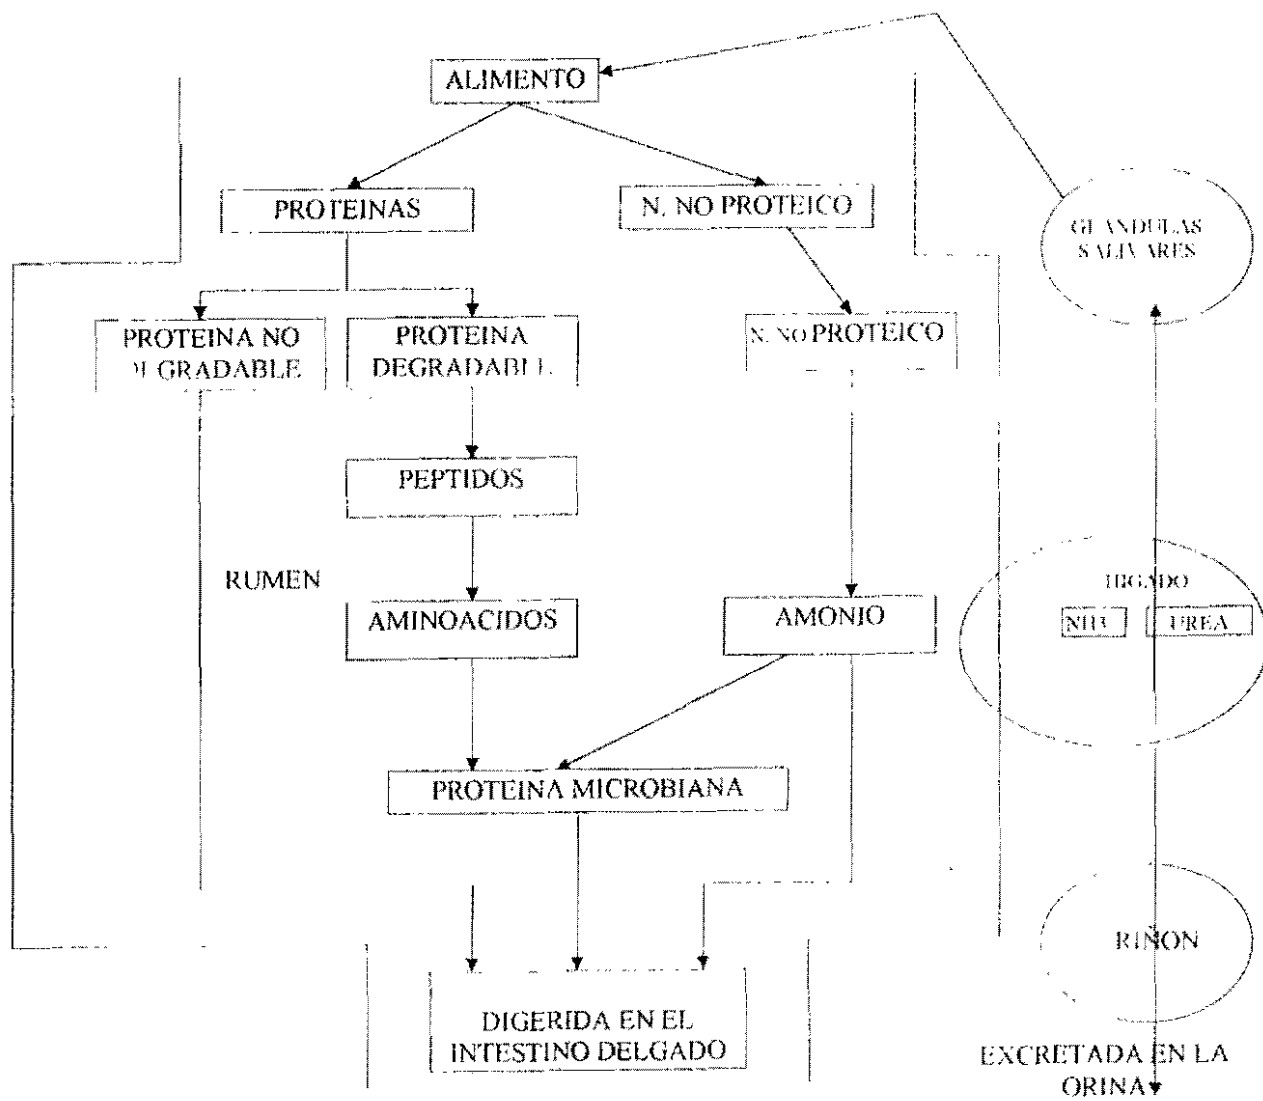 ALIMENTO
PROTEINAS
N. NO PROTEICO
GLANDULAS
SALIVARES
PROTEINA NO
DEGRADABLE
PROTEINA
DEGRADABLE
N. NO PROTEICO
PEPTIDOS
RUMEN
HIGADO
AMINOACIDOS
AMONIO
NH3
UREA
PROTEINA MICROBIANA
RIÑON
DIGERIDA EN EL
INTESTINO DELGADO
EXCRETADA EN LA
ORINA